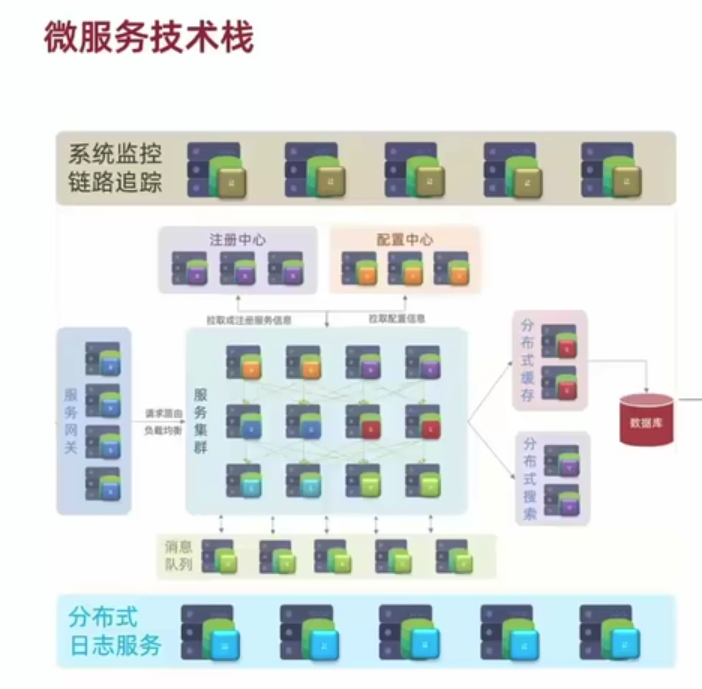 微服务技术栈
系统监控
链路追踪
注册中心
配置中心
拉取或注册服务信息
拉取配置信息
服务网关
请求路由
负载均衡
服务集群
分布式缓存
数据库
分布式搜索
消息
队列
分布式
日志服务